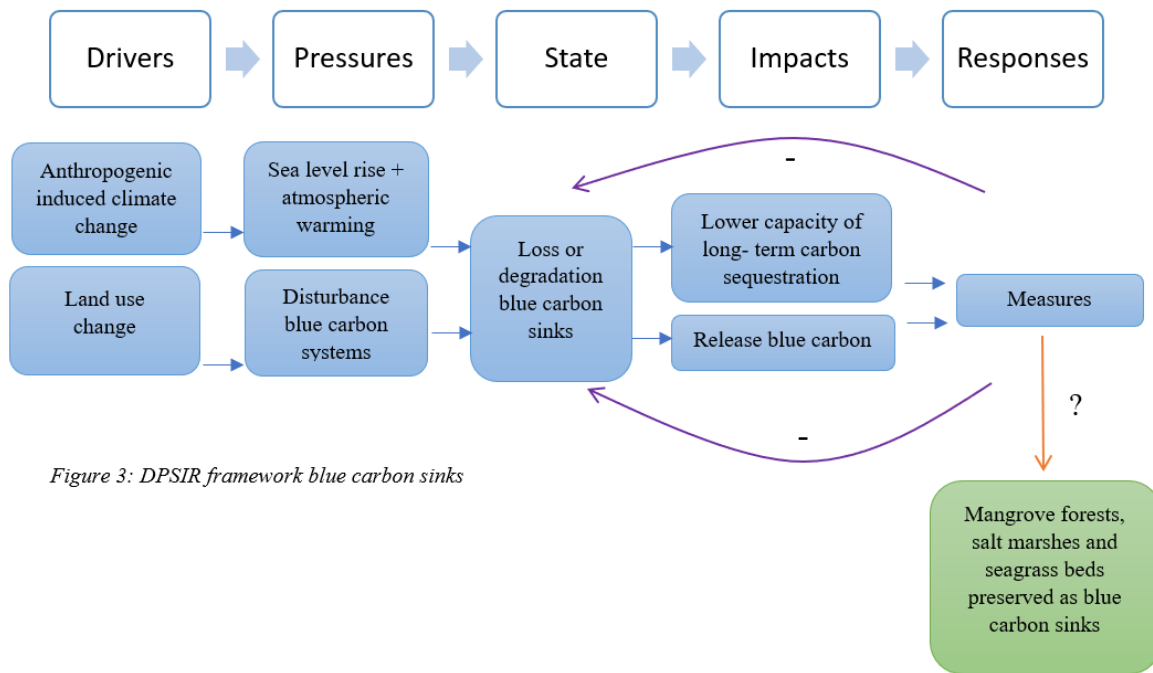 Drivers
Pressures
State
Impacts
Responses
Anthropogenic
induced climate
change
Sea level rise +
atmospheric
warming
Land use
change
Disturbance
blue carbon
systems
Loss or
degradation
blue carbon
sinks
-
Lower capacity of
long- term carbon
sequestration
Release blue carbon
-
Measures
?
Mangrove forests,
salt marshes and
seagrass beds
preserved as blue
carbon sinks
Figure 3: DPSIR framework blue carbon sinks